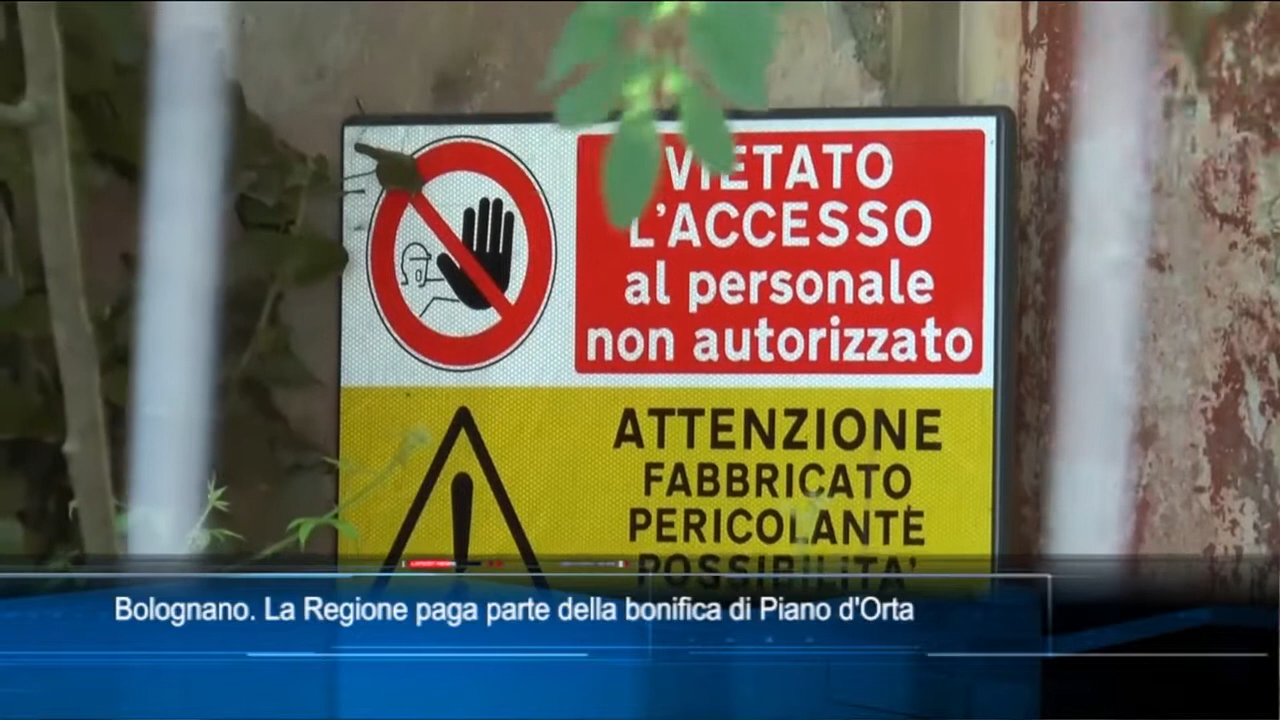 VIETATO
L'ACCESSO
al personale
non autorizzato
ATTENZIONE
FABBRICATO
PERICOLANTE
POSSIBILITA'
Bolognano. La Regione paga parte della bonifica di Piano d'Orta